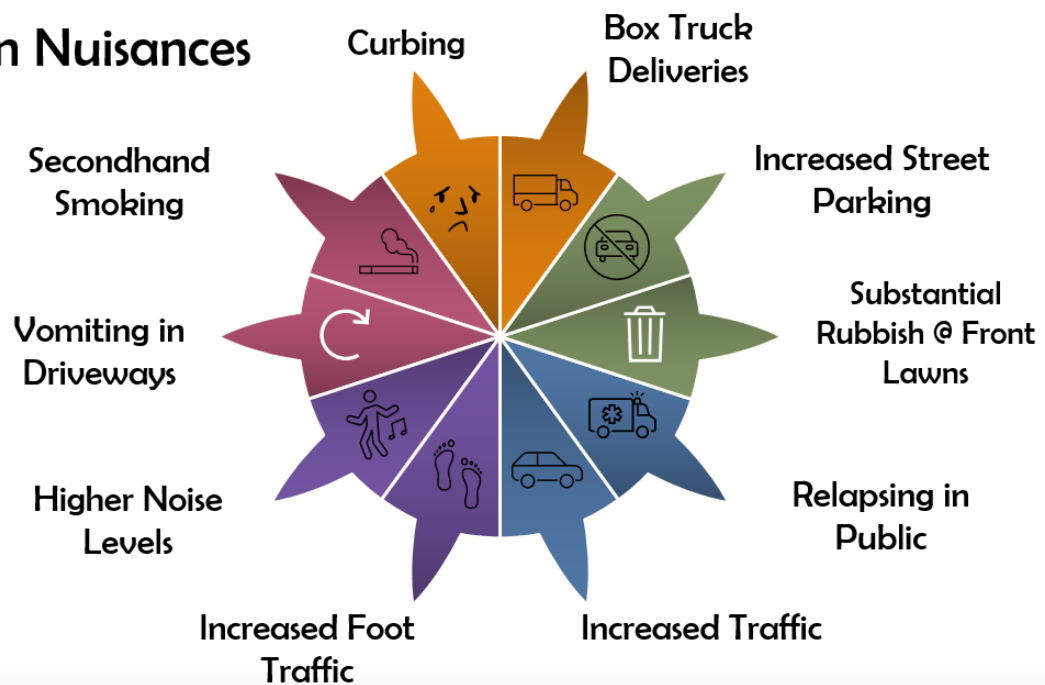 n Nuisances
Curbing
Box Truck
Deliveries
Increased Street
Parking
Substantial
Rubbish @ Front
Lawns
Relapsing in
Public
Increased Traffic
Increased Foot
Traffic
Higher Noise
Levels
Vomiting in
Driveways
Secondhand
Smoking